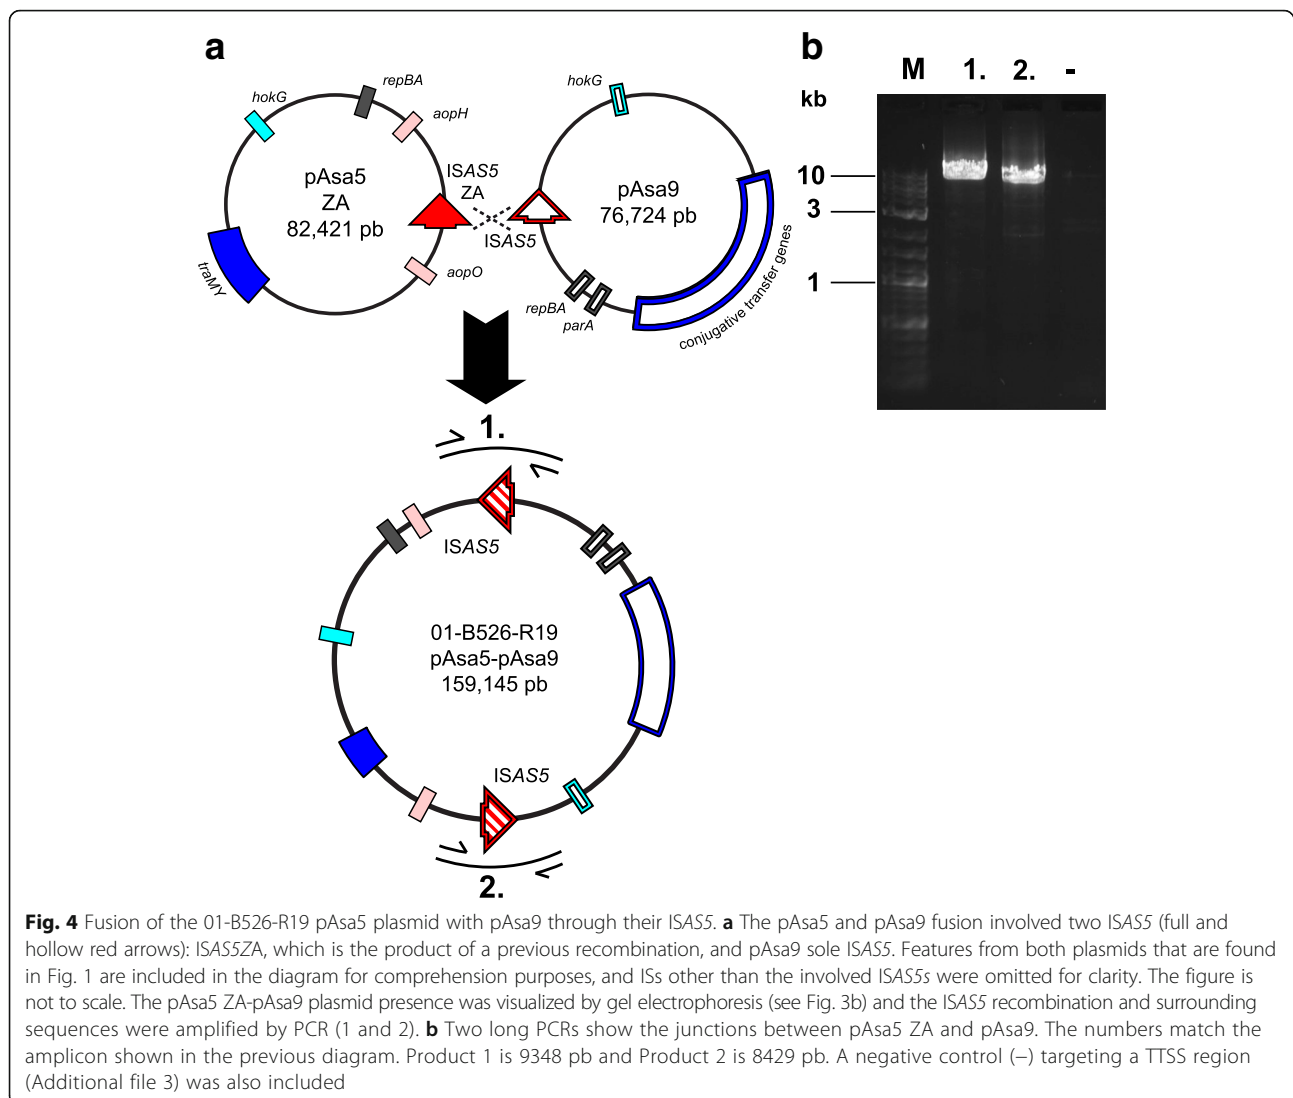 a
b
hokG
repBA
aopH
ISAS5
ZA
pAsa5
ZA
82,421 pb
aopO
traMY
hokG
pAsa9
76,724 pb
ISAS5
repBA
parA
conjugative transfer genes
M 1. 2. -
kb
10
3
1
1.
ISAS5
01-B526-R19
pAsa5-pAsa9
159,145 pb
ISAS5
2.
Fig. 4 Fusion of the 01-B526-R19 pAsa5 plasmid with pAsa9 through their ISAS5. a The pAsa5 and pAsa9 fusion involved two ISAS5 (full and
hollow red arrows): ISAS5ZA, which is the product of a previous recombination, and pAsa9 sole ISAS5. Features from both plasmids that are found
in Fig. 1 are included in the diagram for comprehension purposes, and ISs other than the involved ISAS5s were omitted for clarity. The figure is
not to scale. The pAsa5 ZA-pAsa9 plasmid presence was visualized by gel electrophoresis (see Fig. 3b) and the ISAS5 recombination and surrounding
sequences were amplified by PCR (1 and 2). b Two long PCRs show the junctions between pAsa5 ZA and pAsa9. The numbers match the
amplicon shown in the previous diagram. Product 1 is 9348 pb and Product 2 is 8429 pb. A negative control (−) targeting a TTSS region
(Additional file 3) was also included